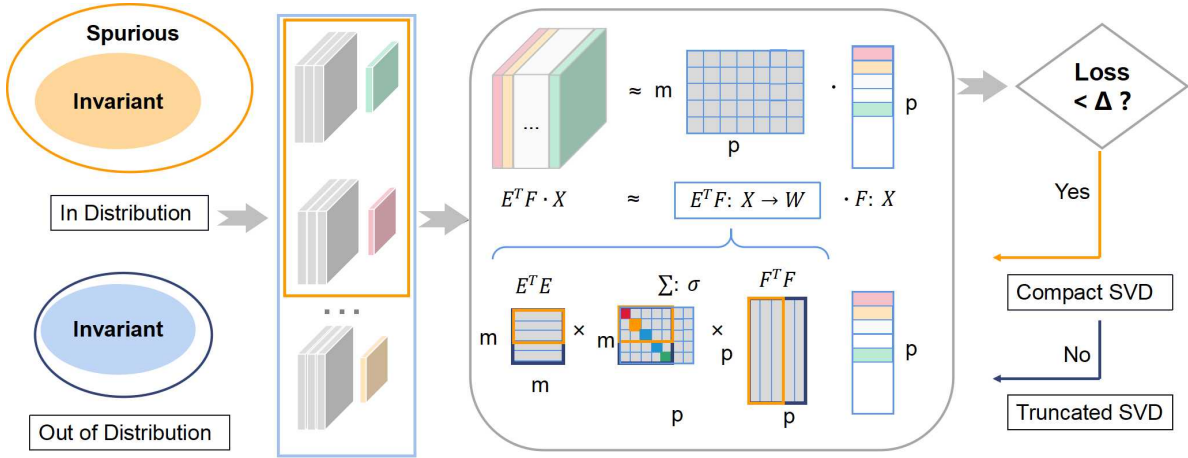 Spurious
Invariant
In Distribution
Invariant
Out of Distribution
...
...
≈ m
p
· p
E^T F · X ≈ E^T F: X → W · F: X
E^T E
∑: σ
F^T F
m × m × p
m
p
p
p
Loss
< Δ ?
Yes
Compact SVD
No
Truncated SVD